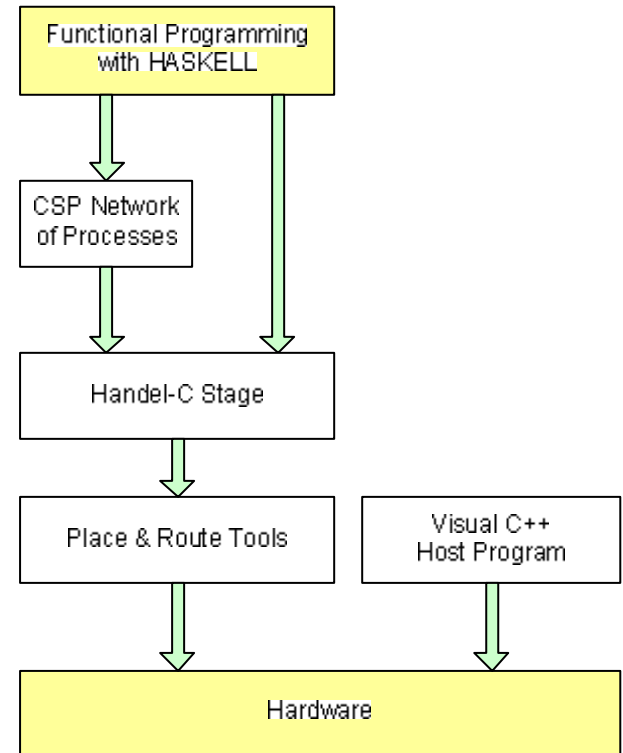 Functional Programming
with HASKELL
CSP Network
of Processes
Handel-C Stage
Place & Route Tools
Visual C++
Host Program
Hardware